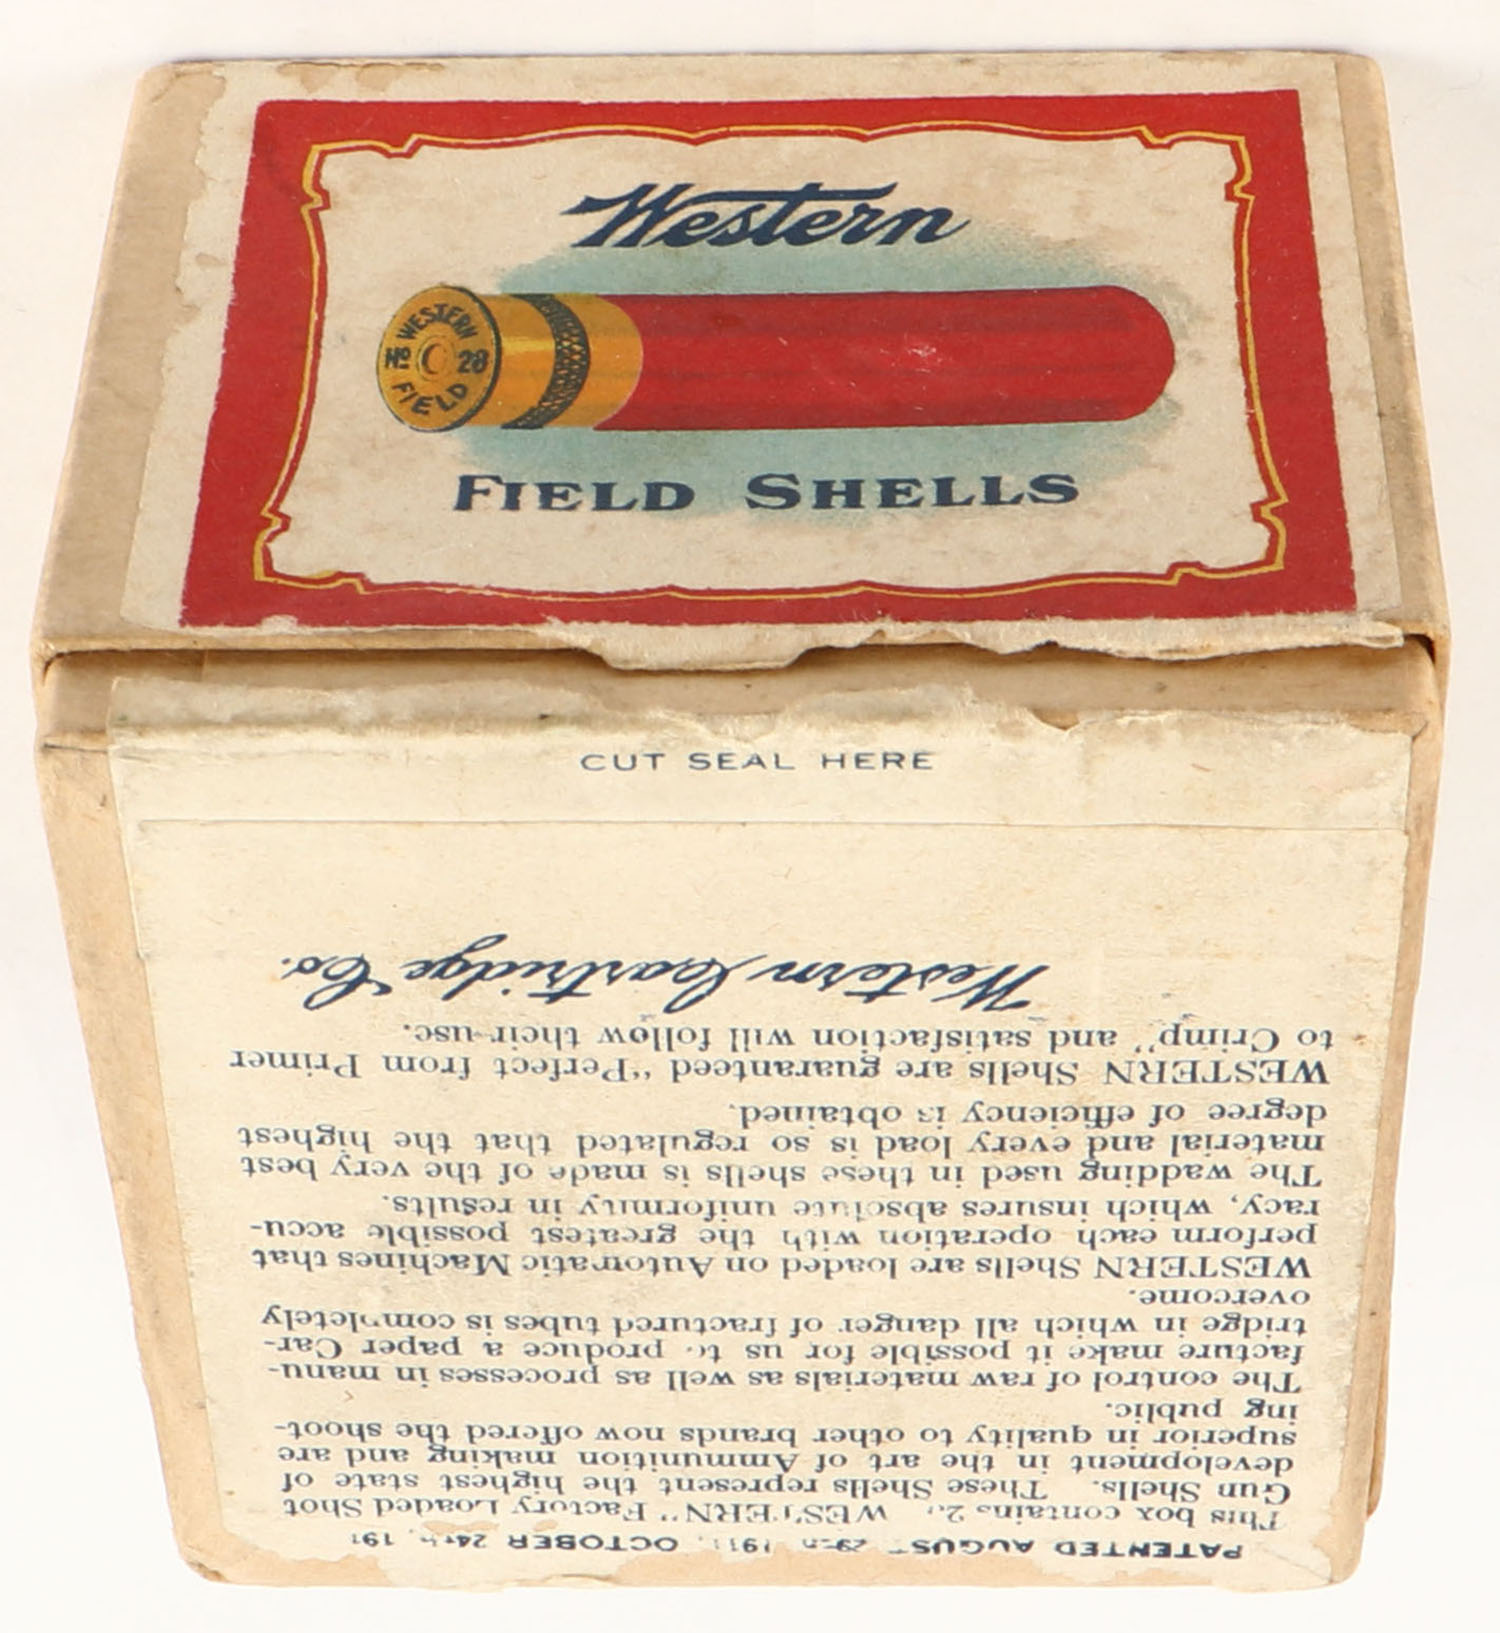 Western
WESTERN
No 28
FIELD
FIELD SHELLS
CUT SEAL HERE
PATENTED AUGUST 29TH 1911, OCTOBER 24TH, 191
This box contains "WESTERN" Factory Loaded Shot
Gun Shells. These Shells represent the highest state of
development in the art of Ammunition making and are
superior in quality to other brands now offered the shoot-
ing public.
The control of raw materials as well as processes in manu-
facture make it possible for us to produce a paper Car-
tridge in which all danger of fractured tubes is completely
overcome.
WESTERN Shells are loaded on Automatic Machines that
perform each operation with the greatest possible accu-
racy, which insures absolute uniformity in results.
The wadding used in these shells is made of the very best
material and every load is so regulated that the highest
degree of efficiency is obtained.
WESTERN Shells are guaranteed "Perfect from Primer
to Crimp" and satisfaction will follow their use.
Western Cartridge Co.